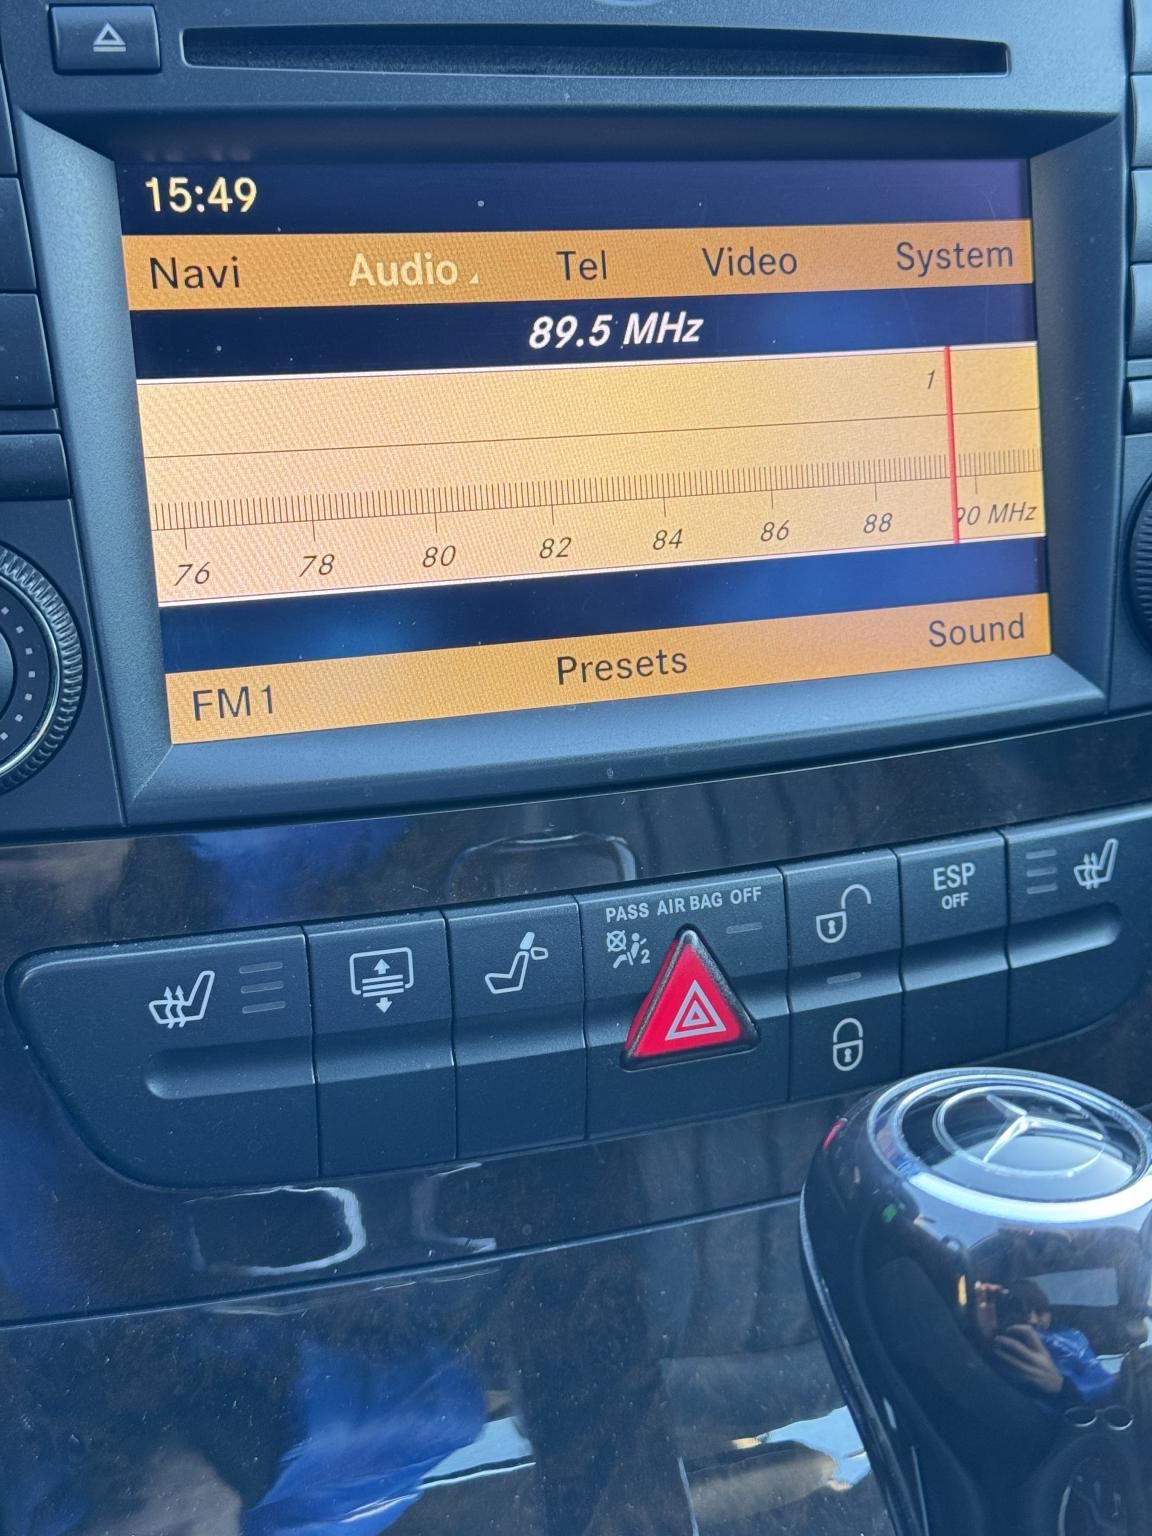 15:49
Navi Audio Tel Video System
89.5 MHz
1
76 78 80 82 84 86 88 90 MHz
FM1 Presets Sound
PASS AIR BAG OFF
2
ESP
OFF